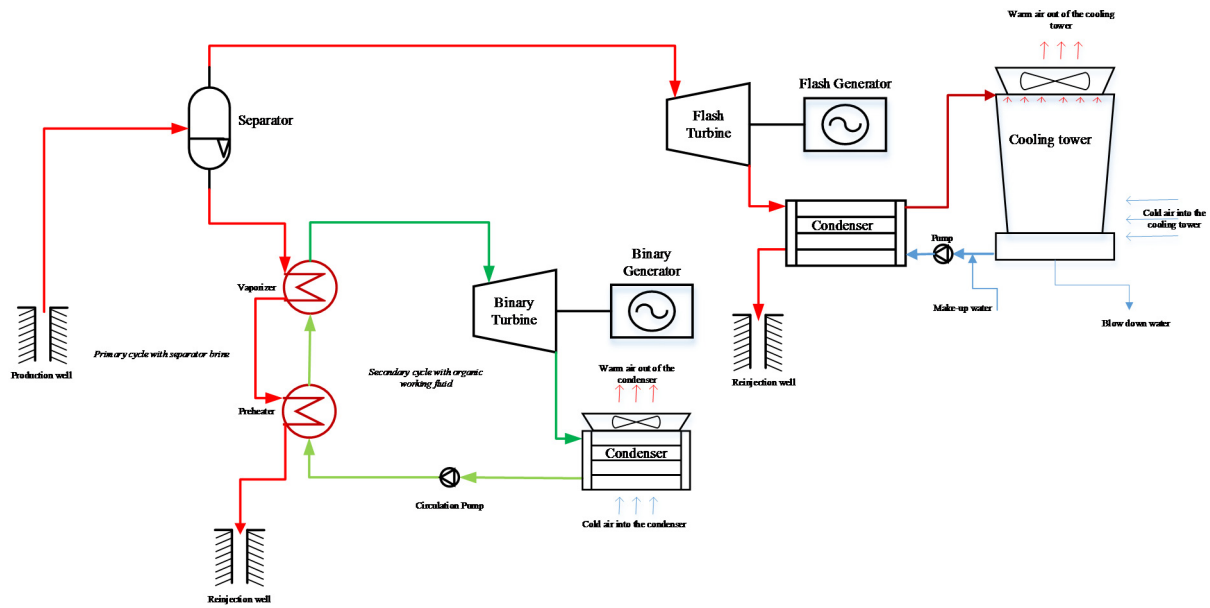 Warm air out of the cooling
tower
Flash Generator
Separator
Flash
Turbine
Cooling tower
Cold air into the
cooling tower
Condenser
Pump
Binary
Generator
Vaporizer
Binary
Turbine
Make-up water
Blow down water
Primary cycle with separator brine
Production well
Secondary cycle with organic
working fluid
Warm air out of the
condenser
Reinjection well
Preheater
Condenser
Circulation Pump
Cold air into the condenser
Reinjection well